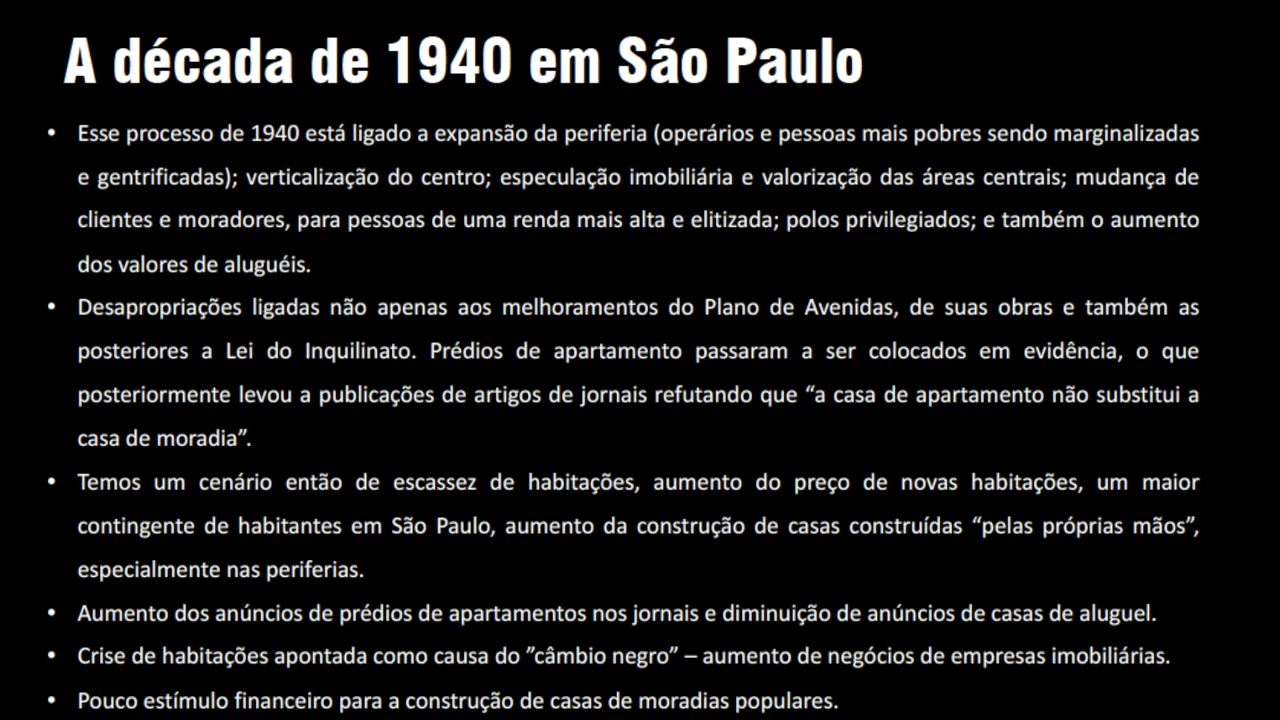 A década de 1940 em São Paulo
• Esse processo de 1940 está ligado a expansão da periferia (operários e pessoas mais pobres sendo marginalizadas
e gentrificadas); verticalização do centro; especulação imobiliária e valorização das áreas centrais; mudança de
clientes e moradores, para pessoas de uma renda mais alta e elitizada; polos privilegiados; e também o aumento
dos valores de aluguéis.
• Desapropriações ligadas não apenas aos melhoramentos do Plano de Avenidas, de suas obras e também as
posteriores a Lei do Inquilinato. Prédios de apartamento passaram a ser colocados em evidência, o que
posteriormente levou a publicações de artigos de jornais refutando que “a casa de apartamento não substitui a
casa de moradia”.
• Temos um cenário então de escassez de habitações, aumento do preço de novas habitações, um maior
contingente de habitantes em São Paulo, aumento da construção de casas construídas “pelas próprias mãos”,
especialmente nas periferias.
• Aumento dos anúncios de prédios de apartamentos nos jornais e diminuição de anúncios de casas de aluguel.
• Crise de habitações apontada como causa do ”câmbio negro” – aumento de negócios de empresas imobiliárias.
• Pouco estímulo financeiro para a construção de casas de moradias populares.